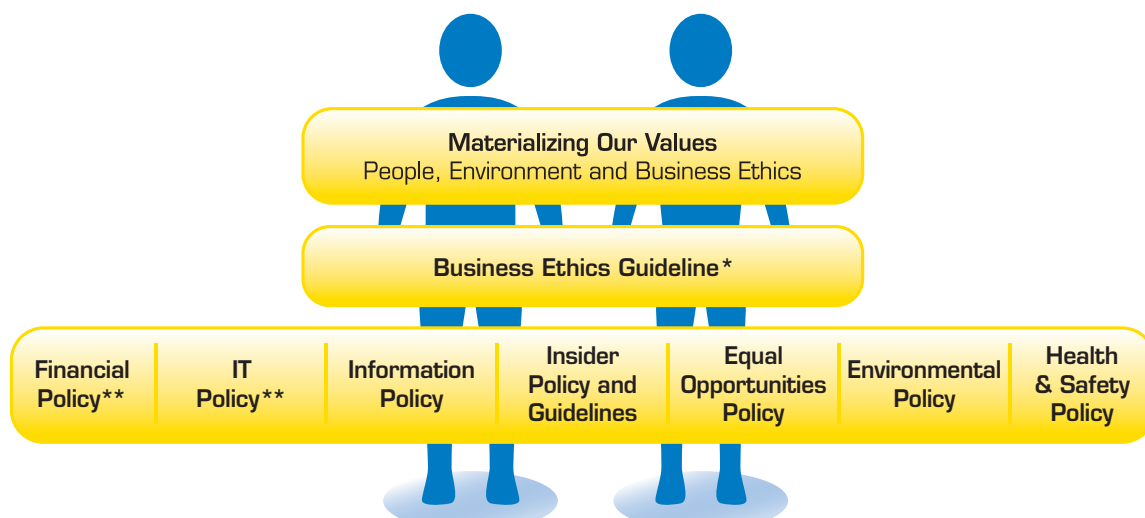 Materializing Our Values
People, Environment and Business Ethics
Business Ethics Guideline*
Financial
Policy**
IT
Policy**
Information
Policy
Insider
Policy and
Guidelines
Equal
Opportunities
Policy
Environmental
Policy
Health
& Safety
Policy